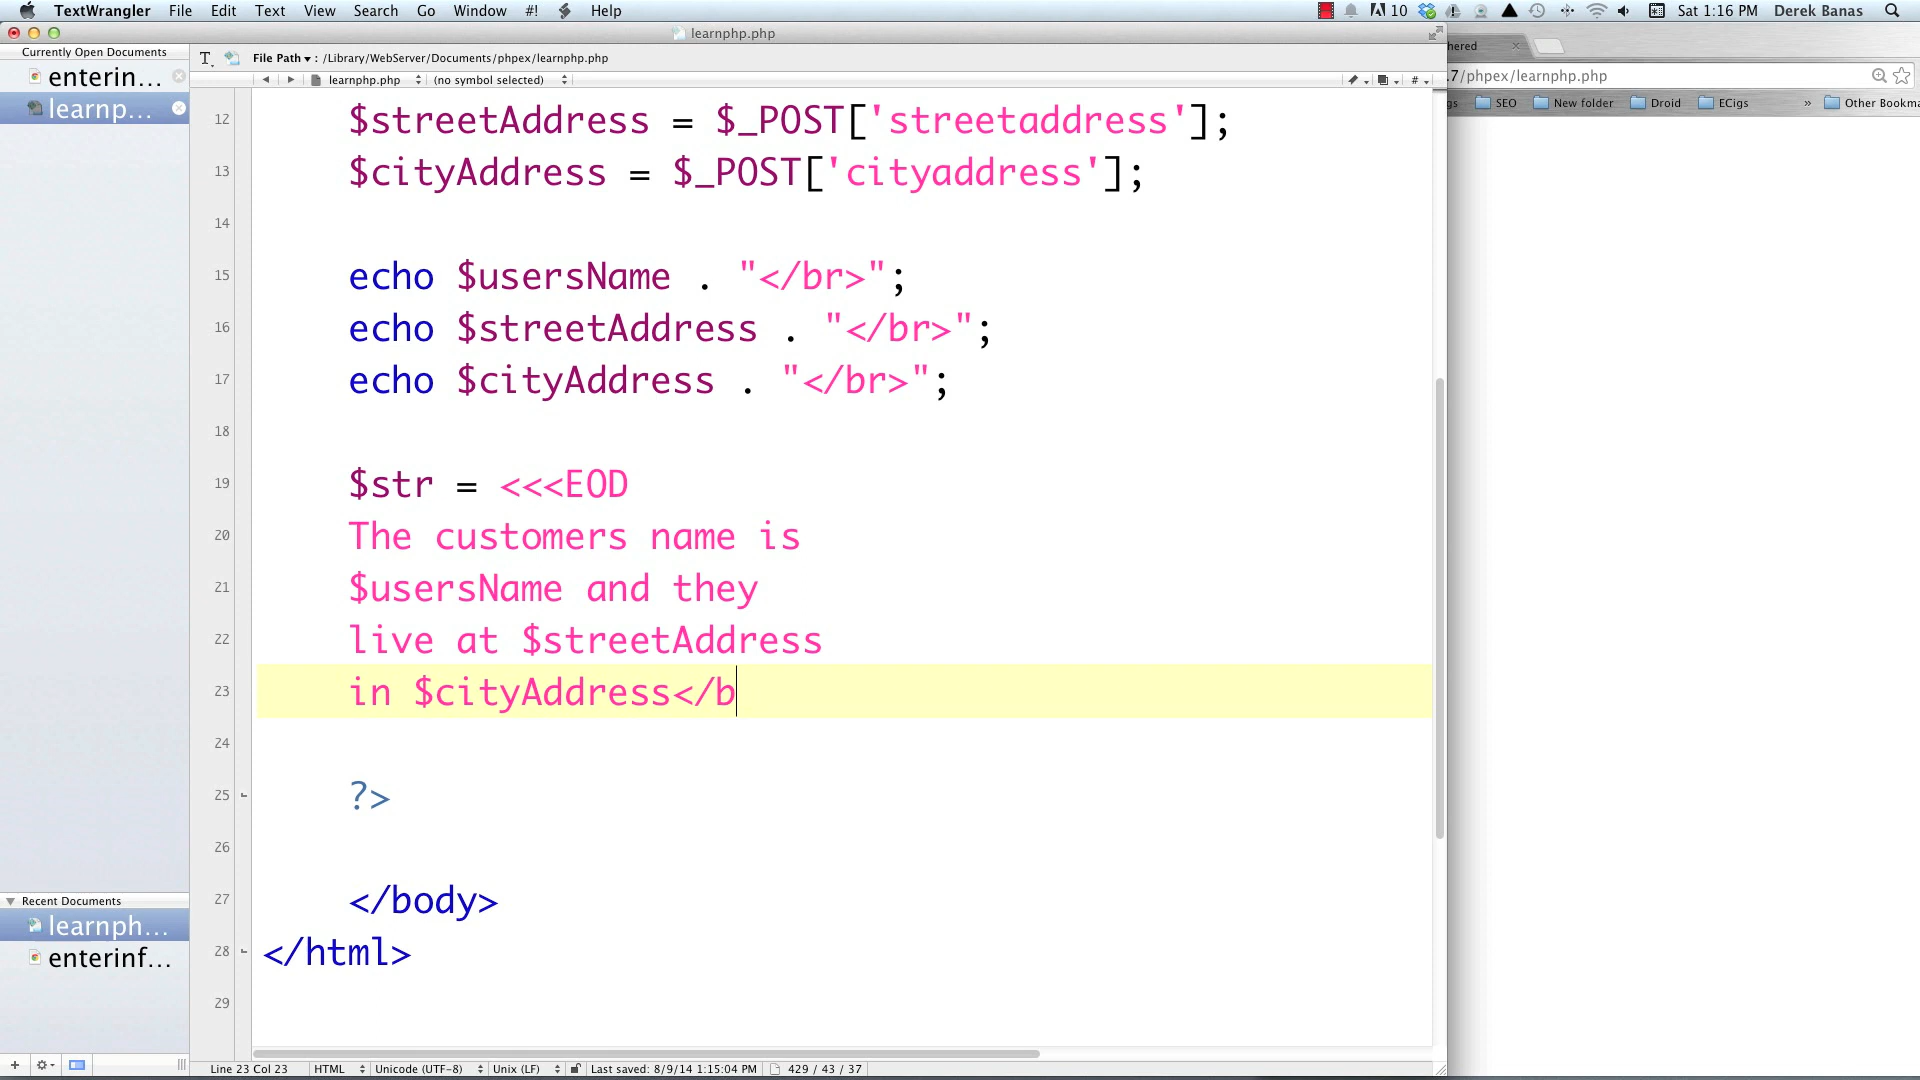 TextWrangler File Edit Text View Search Go Window #! Help 10 Sat 1:16 PM Derek Banas
learnphp.php
Currently Open Documents
enterin...
learnp...
File Path ▾ : /Library/WebServer/Documents/phpex/learnphp.php
learnphp.php (no symbol selected) #
hered
.7/phpex/learnphp.php
gs SEO New folder Droid ECigs » Other Bookma
12 $streetAddress = $_POST['streetaddress'];
13 $cityAddress = $_POST['cityaddress'];
14
15 echo $usersName . "</br>";
16 echo $streetAddress . "</br>";
17 echo $cityAddress . "</br>";
18
19 $str = <<<EOD
20 The customers name is
21 $usersName and they
22 live at $streetAddress
23 in $cityAddress</b
24
25 ?>
26
27 </body>
28 </html>
29
Recent Documents
learnph...
enterinf...
Line 23 Col 23 HTML Unicode (UTF-8) Unix (LF) Last saved: 8/9/14 1:15:04 PM 429 / 43 / 37